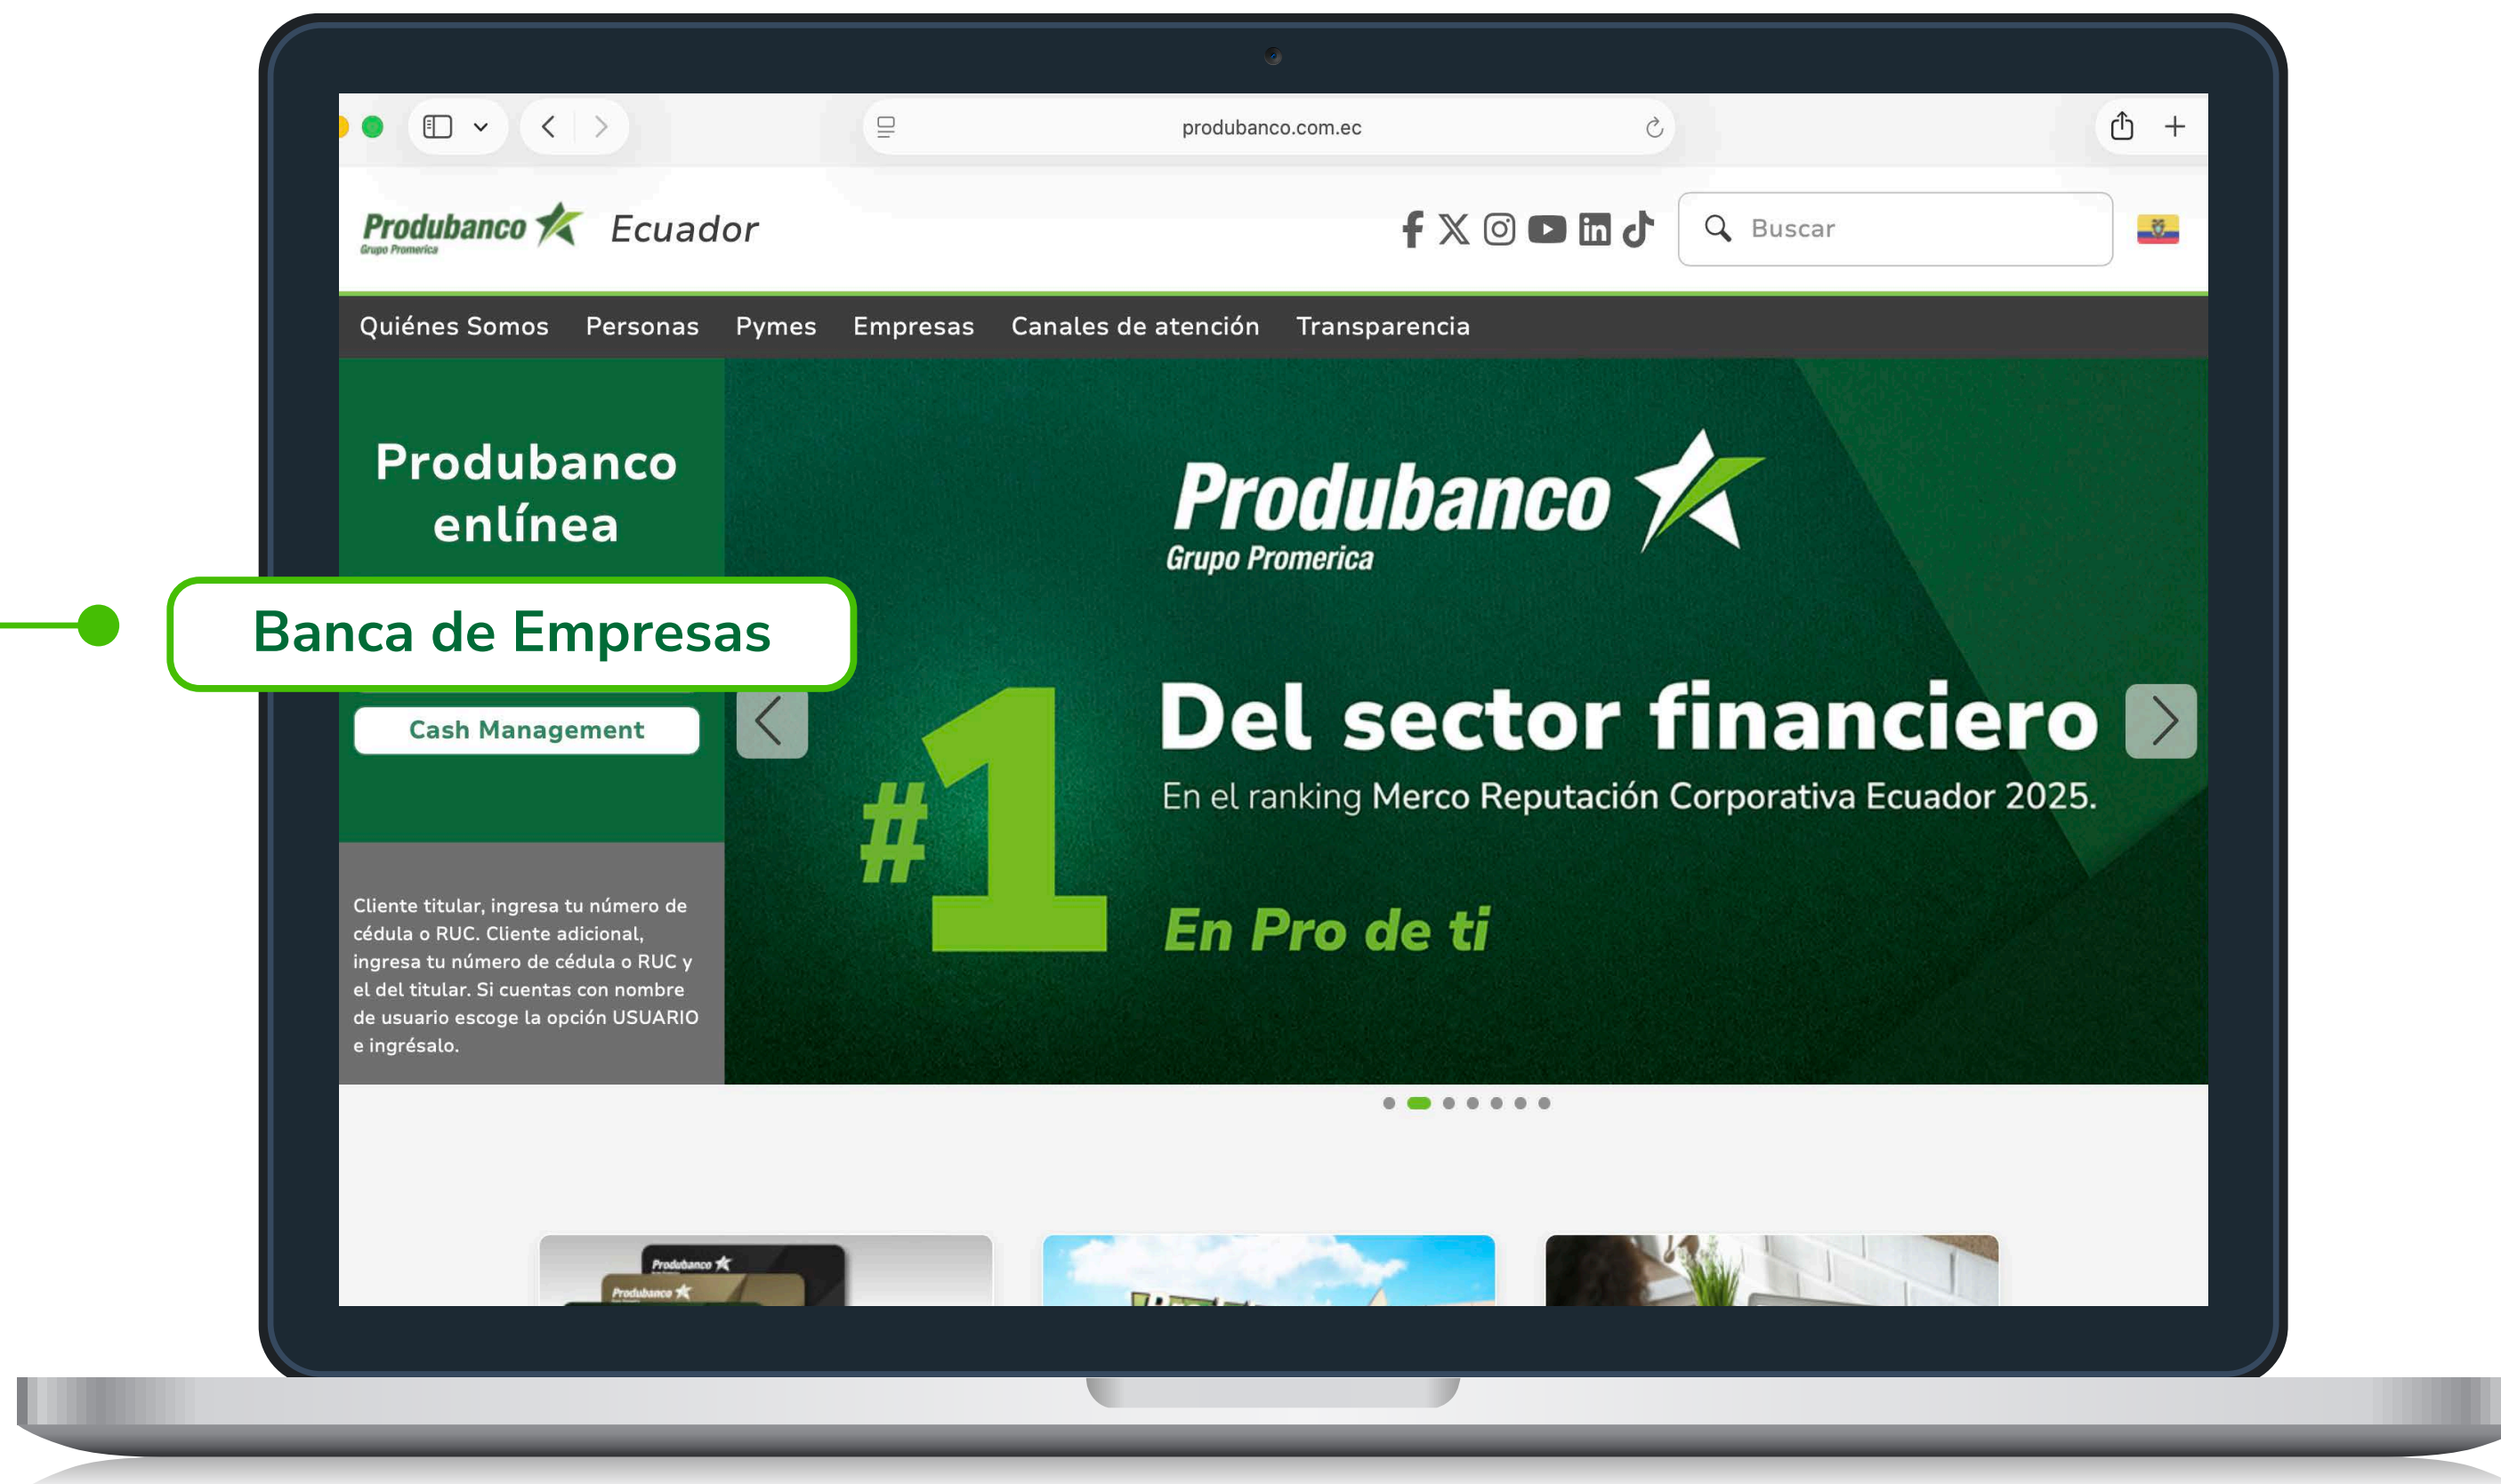 produbanco.com.ec
Produbanco
Grupo Promerica
Ecuador
Buscar
Quiénes Somos Personas Pymes Empresas Canales de atención Transparencia
Produbanco
enlínea
Banca de Empresas
Cash Management
Cliente titular, ingresa tu número de
cédula o RUC. Cliente adicional,
ingresa tu número de cédula o RUC y
el del titular. Si cuentas con nombre
de usuario escoge la opción USUARIO
e ingrésalo.
Produbanco
Grupo Promerica
#1
Del sector financiero
En el ranking Merco Reputación Corporativa Ecuador 2025.
En Pro de ti
Produbanco
Produbanco